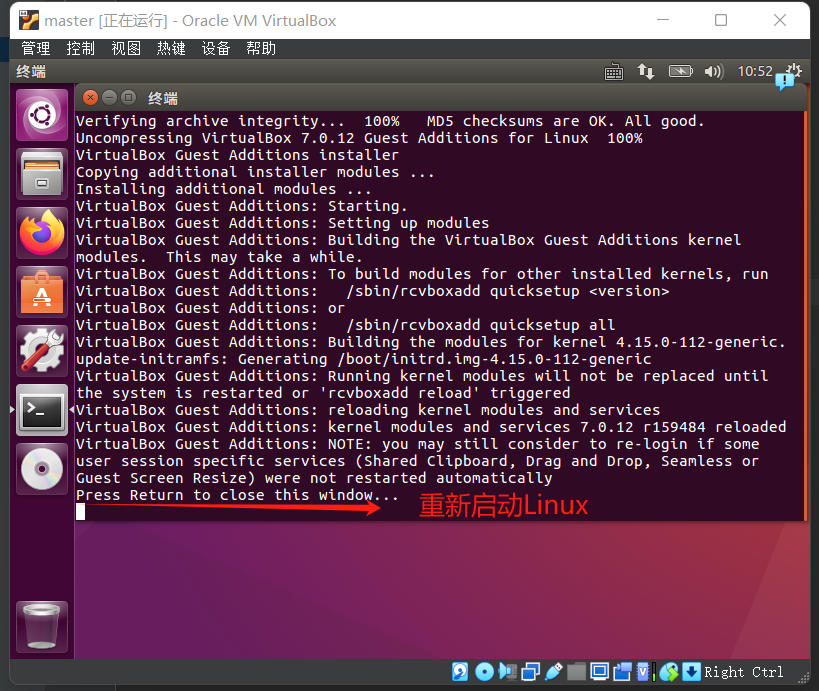 master [正在运行] - Oracle VM VirtualBox
管理 控制 视图 热键 设备 帮助
终端 10:52
终端
Verifying archive integrity...  100%   MD5 checksums are OK. All good.
Uncompressing VirtualBox 7.0.12 Guest Additions for Linux  100%
VirtualBox Guest Additions installer
Copying additional installer modules ...
Installing additional modules ...
VirtualBox Guest Additions: Starting.
VirtualBox Guest Additions: Setting up modules
VirtualBox Guest Additions: Building the VirtualBox Guest Additions kernel
modules.  This may take a while.
VirtualBox Guest Additions: To build modules for other installed kernels, run
VirtualBox Guest Additions:   /sbin/rcvboxadd quicksetup <version>
VirtualBox Guest Additions: or
VirtualBox Guest Additions:   /sbin/rcvboxadd quicksetup all
VirtualBox Guest Additions: Building the modules for kernel 4.15.0-112-generic.
update-initramfs: Generating /boot/initrd.img-4.15.0-112-generic
VirtualBox Guest Additions: Running kernel modules will not be replaced until
the system is restarted or 'rcvboxadd reload' triggered
VirtualBox Guest Additions: reloading kernel modules and services
VirtualBox Guest Additions: kernel modules and services 7.0.12 r159484 reloaded
VirtualBox Guest Additions: NOTE: you may still consider to re-login if some
user session specific services (Shared Clipboard, Drag and Drop, Seamless or
Guest Screen Resize) were not restarted automatically
Press Return to close this window...
重新启动Linux
Right Ctrl